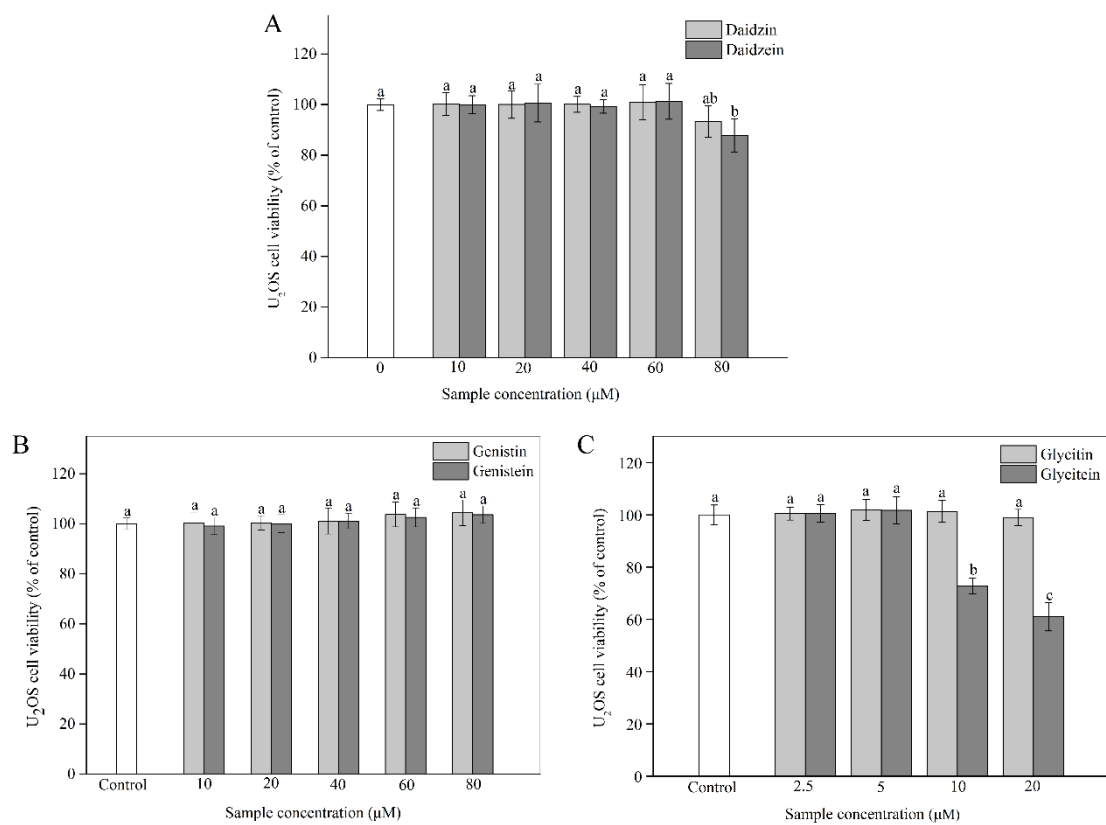 A
Daidzin
Daidzein
120
100
80
60
40
20
0
U₂OS cell viability (% of control)
a
a a
a a
a a
a a
ab b
0 10 20 40 60 80
Sample concentration (μM)
B
Genistin
Genistein
120
100
80
60
40
20
0
U₂OS cell viability (% of control)
a
a a
a a
a a
a a
a a
Control 10 20 40 60 80
Sample concentration (μM)
C
Glycitin
Glycitein
120
100
80
60
40
20
0
U₂OS cell viability (% of control)
a
a a
a a
a b
a c
Control 2.5 5 10 20
Sample concentration (μM)